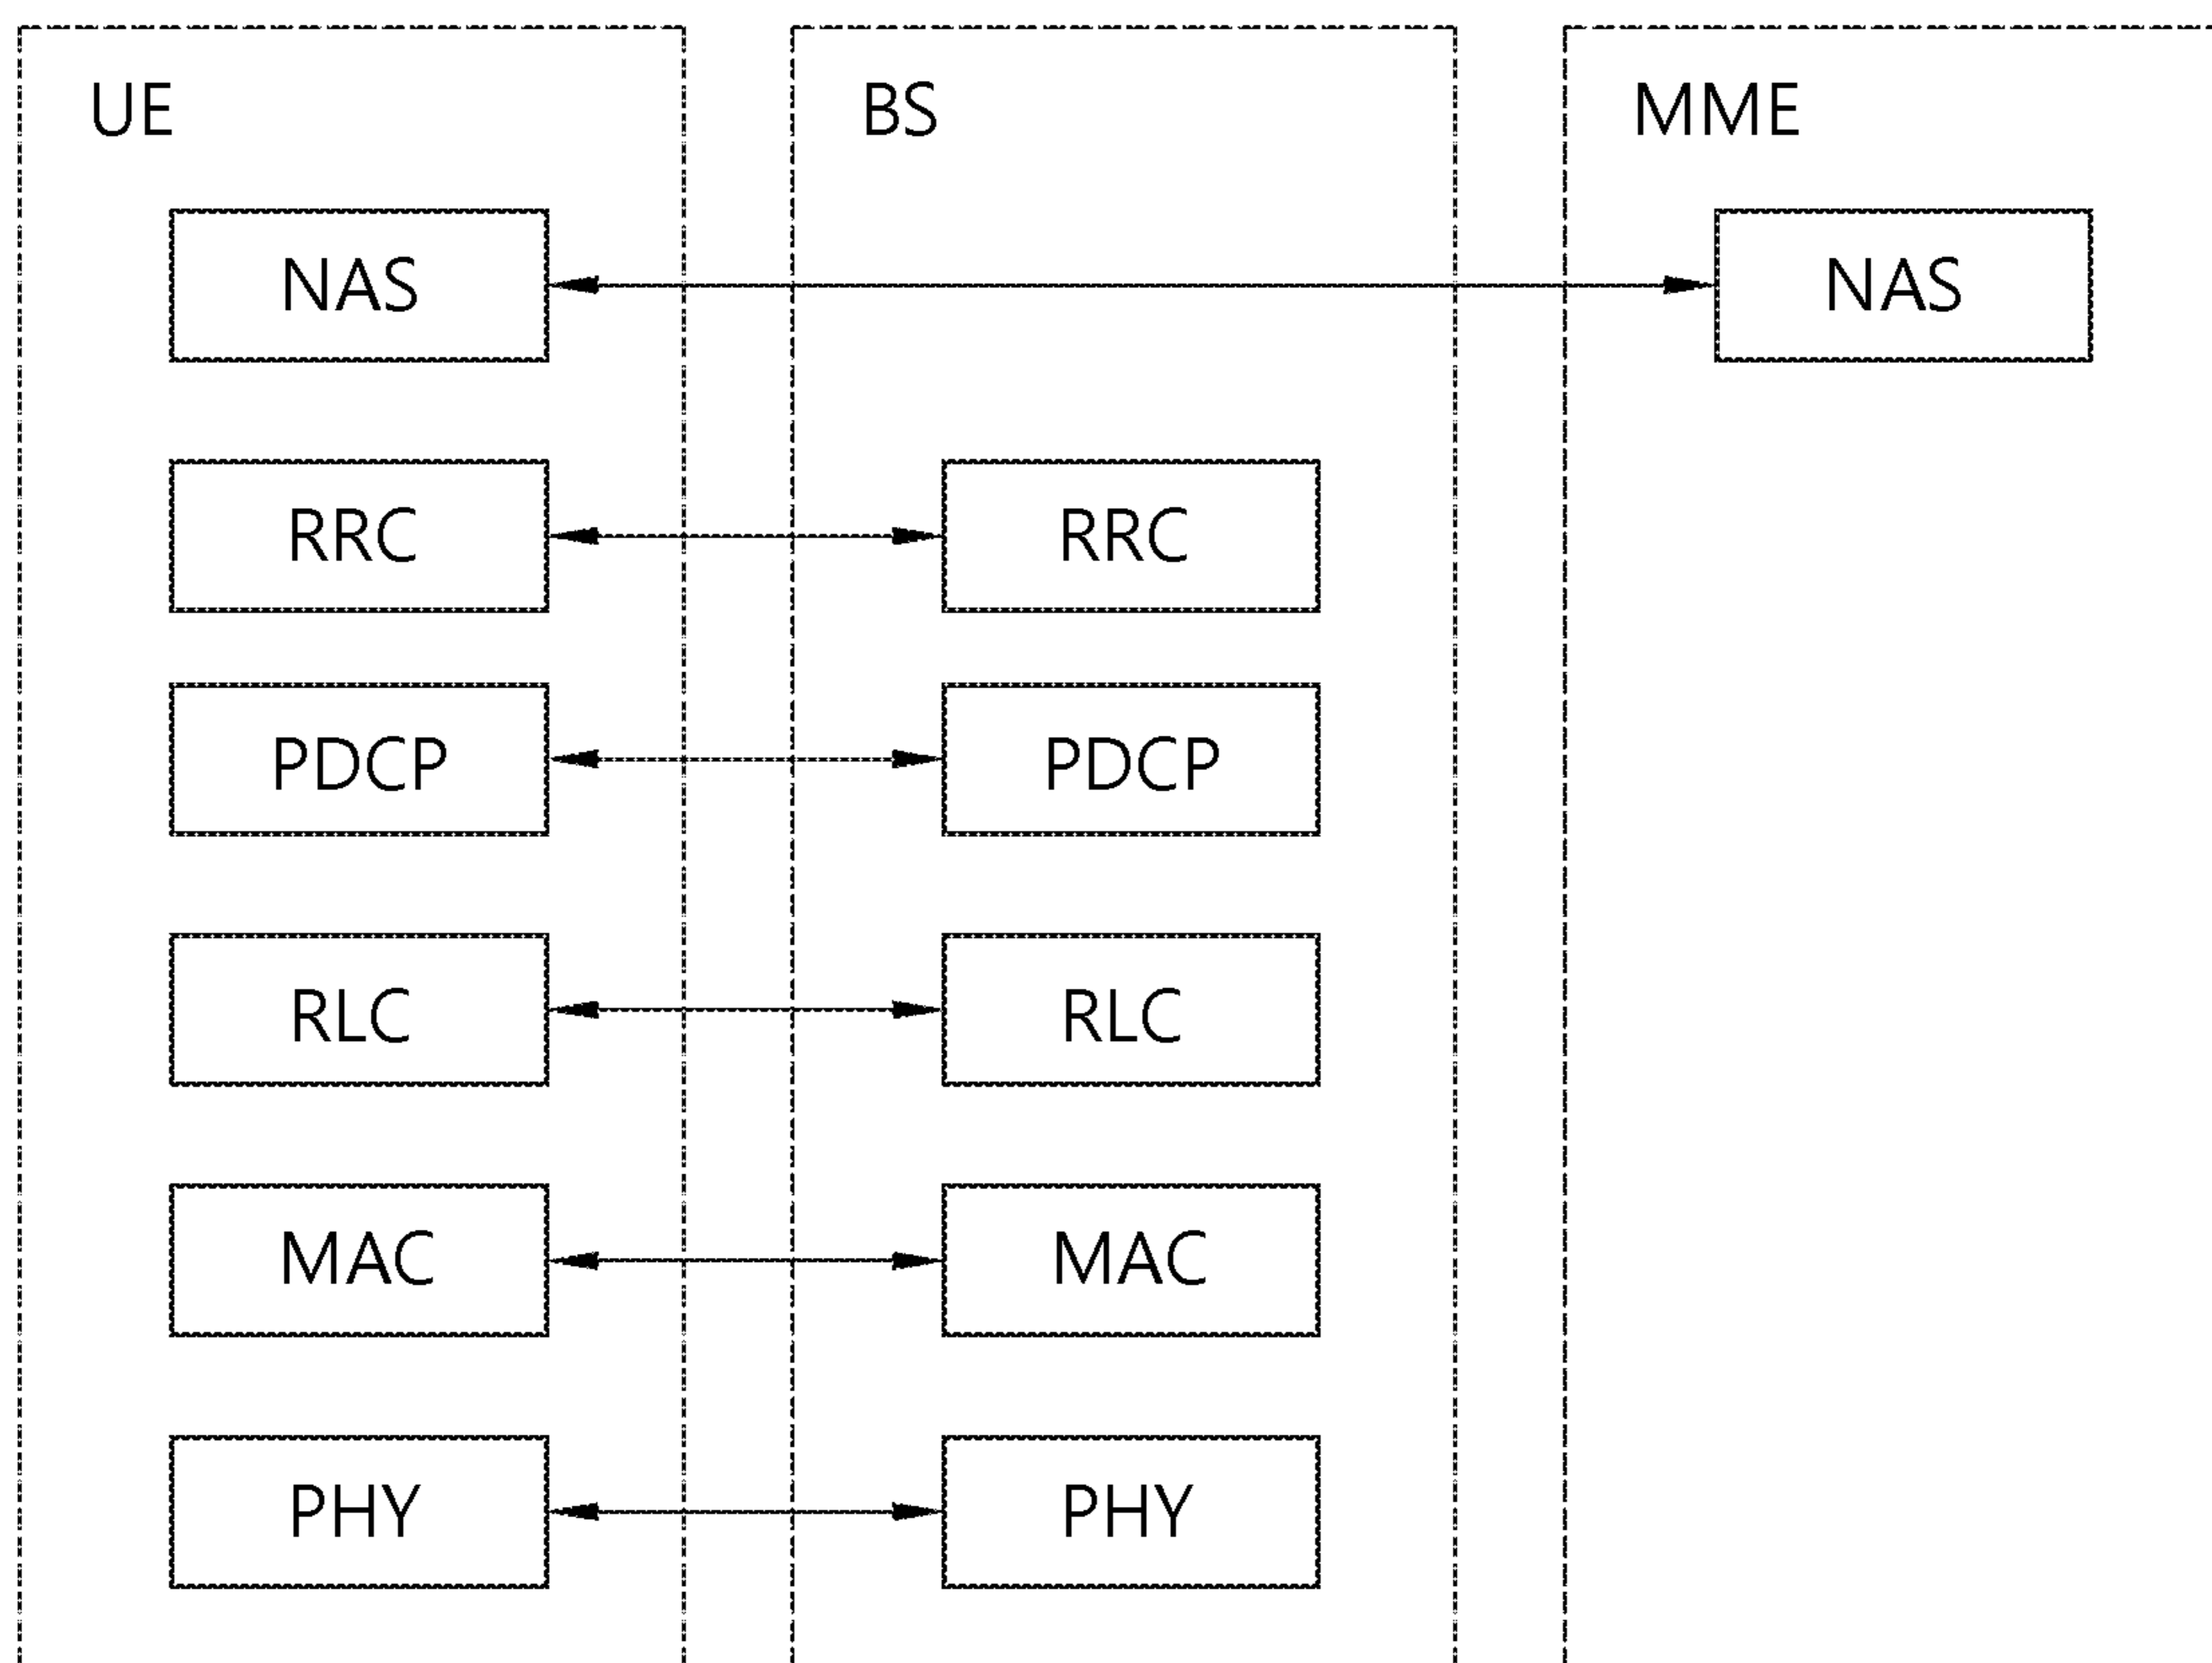 UE
BS
MME
NAS
NAS
RRC
RRC
PDCP
PDCP
RLC
RLC
MAC
MAC
PHY
PHY